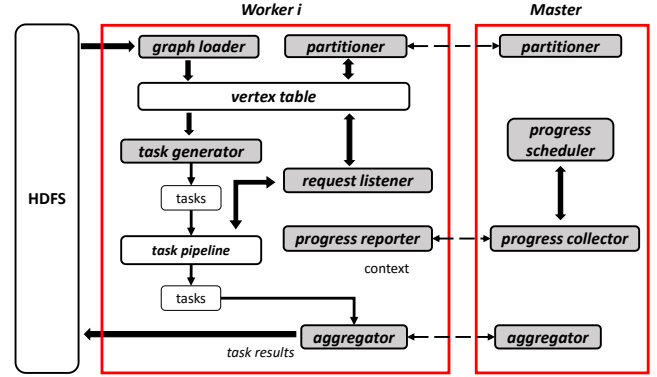 Worker i
Master
graph loader
partitioner
partitioner
vertex table
progress
scheduler
task generator
request listener
HDFS
tasks
task pipeline
progress reporter
progress collector
context
tasks
aggregator
aggregator
task results